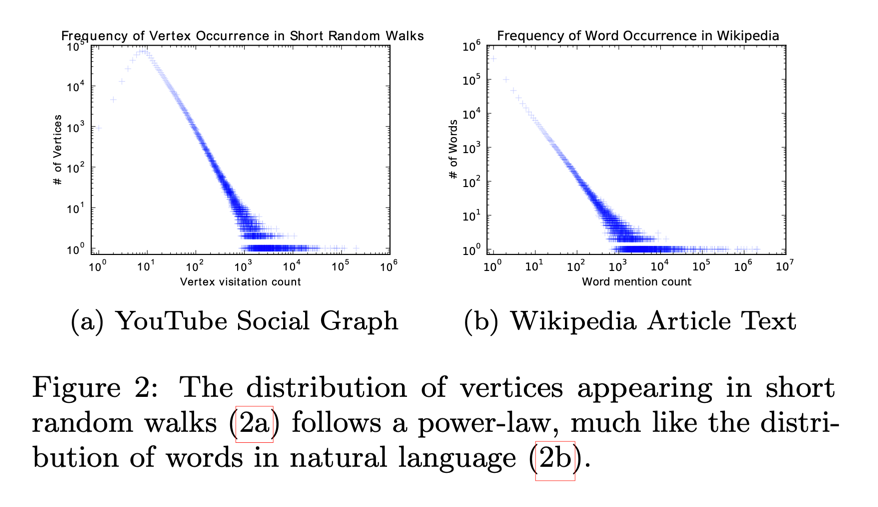 Frequency of Vertex Occurrence in Short Random Walks
10^5
10^4
10^3
10^2
10^1
10^0
# of Vertices
10^0 10^1 10^2 10^3 10^4 10^5 10^6
Vertex visitation count
(a) YouTube Social Graph
Frequency of Word Occurrence in Wikipedia
10^6
10^5
10^4
10^3
10^2
10^1
10^0
# of Words
10^0 10^1 10^2 10^3 10^4 10^5 10^6 10^7
Word mention count
(b) Wikipedia Article Text
Figure 2: The distribution of vertices appearing in short
random walks (2a) follows a power-law, much like the distri-
bution of words in natural language (2b).